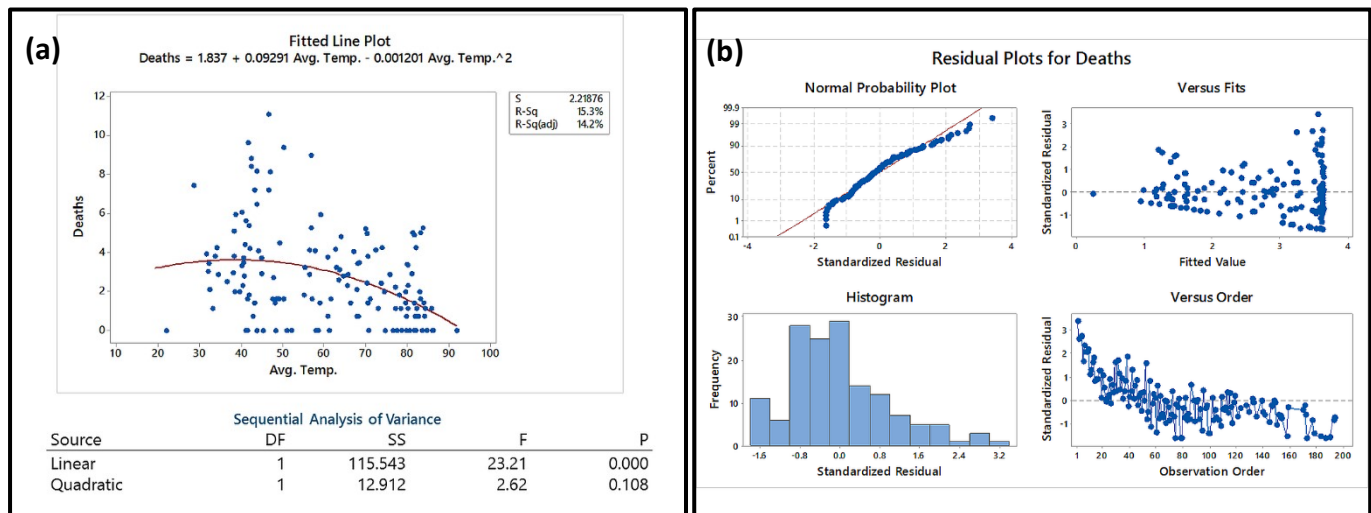 (a)
Fitted Line Plot
Deaths = 1.837 + 0.09291 Avg. Temp. - 0.001201 Avg. Temp.^2
S 2.21876
R-Sq 15.3%
R-Sq(adj) 14.2%
12
10
8
6
4
2
0
Deaths
10 20 30 40 50 60 70 80 90 100
Avg. Temp.
Sequential Analysis of Variance
Source DF SS F P
Linear 1 115.543 23.21 0.000
Quadratic 1 12.912 2.62 0.108
(b)
Residual Plots for Deaths
Normal Probability Plot
99.9
99
90
50
10
1
0.1
Percent
-4 -2 0 2 4
Standardized Residual
Versus Fits
3
2
1
0
-1
Standardized Residual
0 1 2 3 4
Fitted Value
Histogram
30
20
10
0
Frequency
-1.6 -0.8 0.0 0.8 1.6 2.4 3.2
Standardized Residual
Versus Order
3
2
1
0
-1
Standardized Residual
1 20 40 60 80 100 120 140 160 180 200
Observation Order